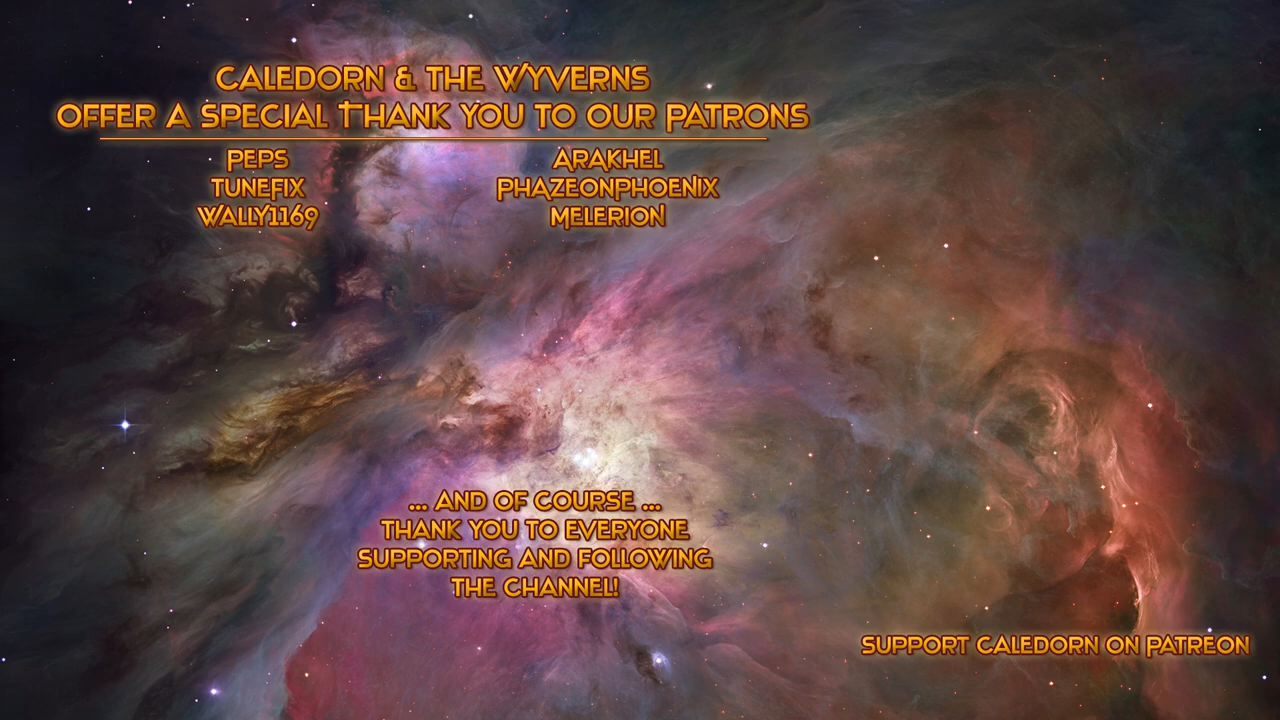 CALEDORN & THE WYVERNS
OFFER A SPECIAL THANK YOU TO OUR PATRONS
PEPS ARAKHEL
TUNEFIX PHAZEONPHOENIX
WALLY1169 MELERION
... AND OF COURSE ...
THANK YOU TO EVERYONE
SUPPORTING AND FOLLOWING
THE CHANNEL!
SUPPORT CALEDORN ON PATREON